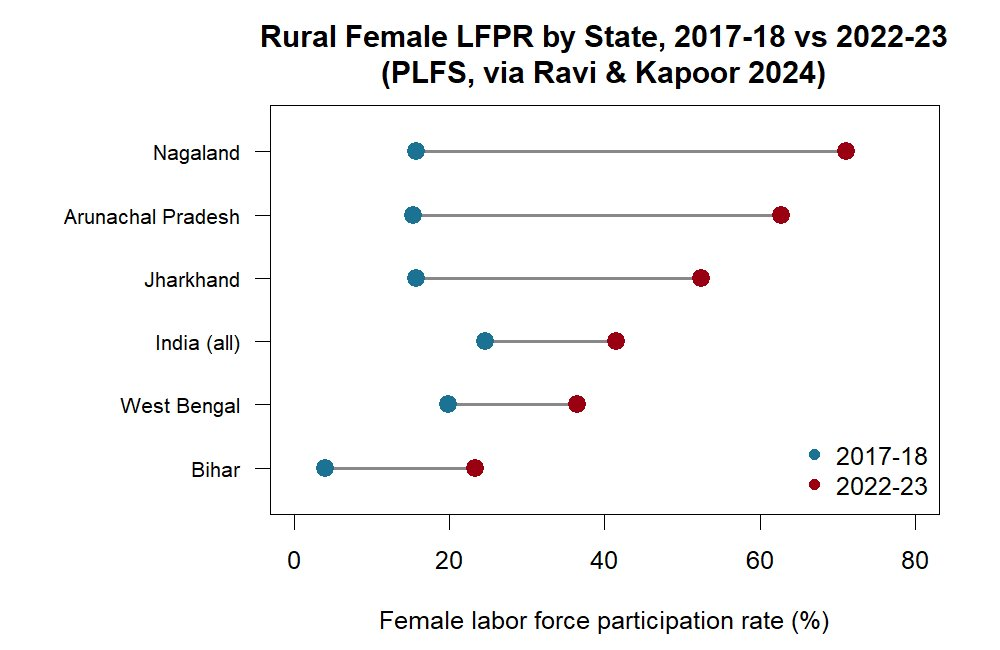 Rural Female LFPR by State, 2017-18 vs 2022-23
(PLFS, via Ravi & Kapoor 2024)
Nagaland
Arunachal Pradesh
Jharkhand
India (all)
West Bengal
Bihar
2017-18
2022-23
0 20 40 60 80
Female labor force participation rate (%)